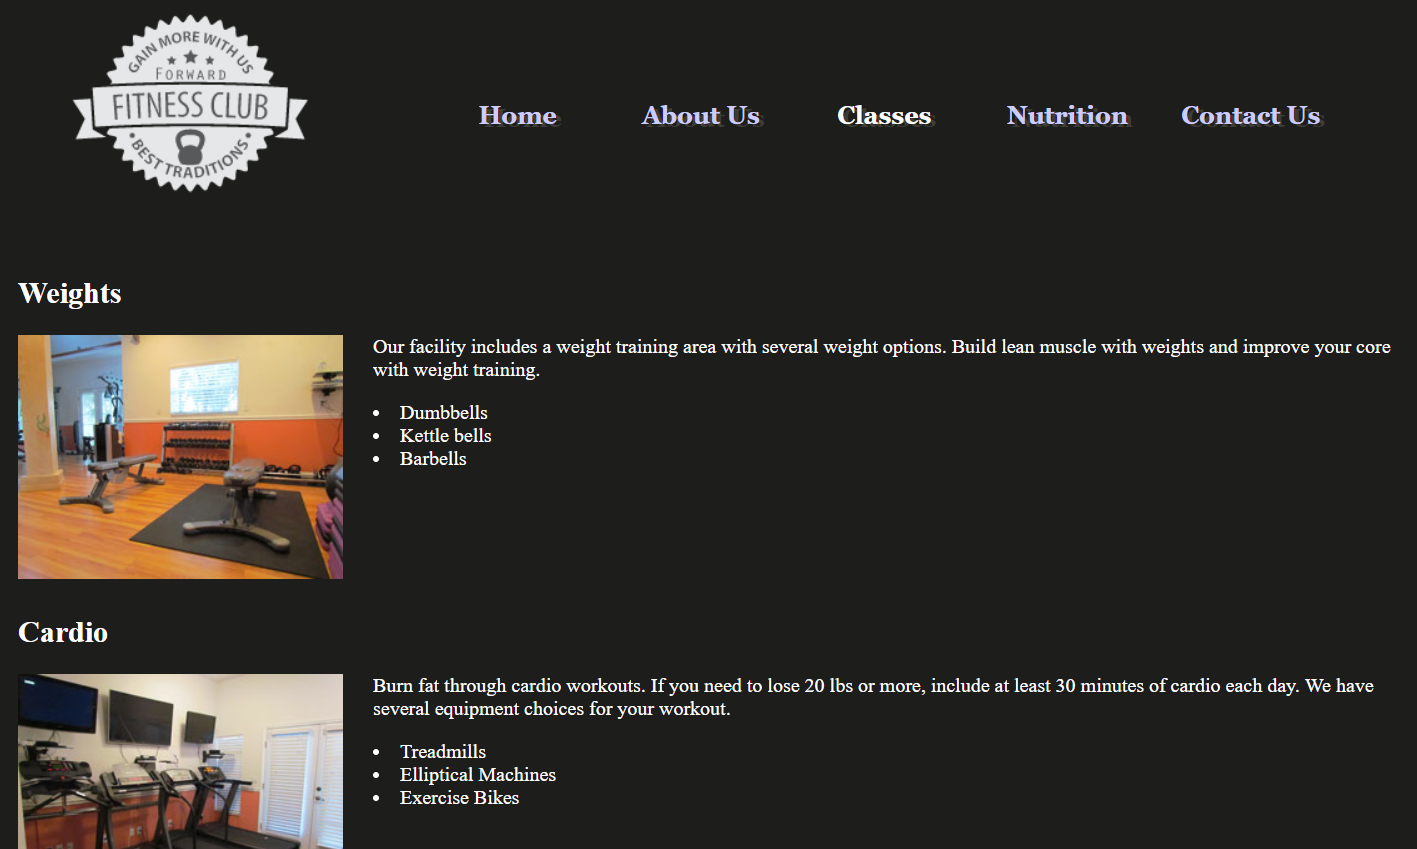 GAIN MORE WITH US
FORWARD
FITNESS CLUB
BEST TRADITIONS
Home About Us Classes Nutrition Contact Us
Weights
Our facility includes a weight training area with several weight options. Build lean muscle with weights and improve your core
with weight training.
• Dumbbells
• Kettle bells
• Barbells
Cardio
Burn fat through cardio workouts. If you need to lose 20 lbs or more, include at least 30 minutes of cardio each day. We have
several equipment choices for your workout.
• Treadmills
• Elliptical Machines
• Exercise Bikes